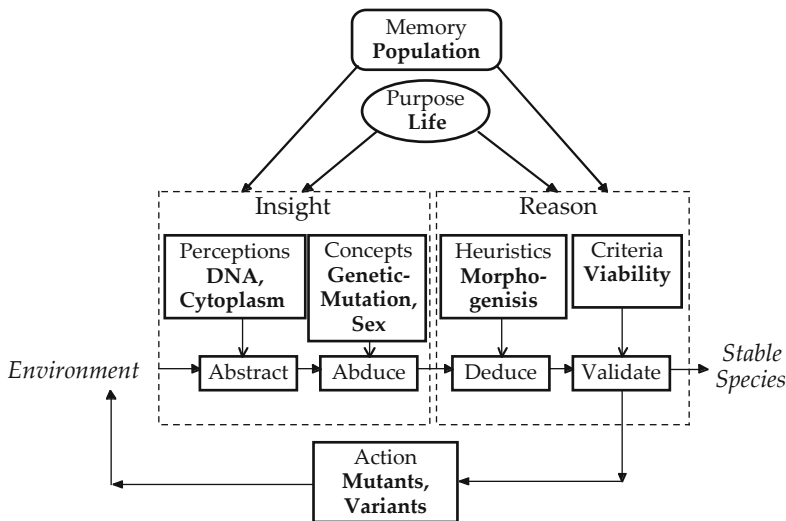 Memory
Population
Purpose
Life
Insight
Reason
Perceptions
DNA,
Cytoplasm
Concepts
Genetic-
Mutation,
Sex
Heuristics
Morpho-
genisis
Criteria
Viability
Environment
Abstract
Abduce
Deduce
Validate
Stable
Species
Action
Mutants,
Variants